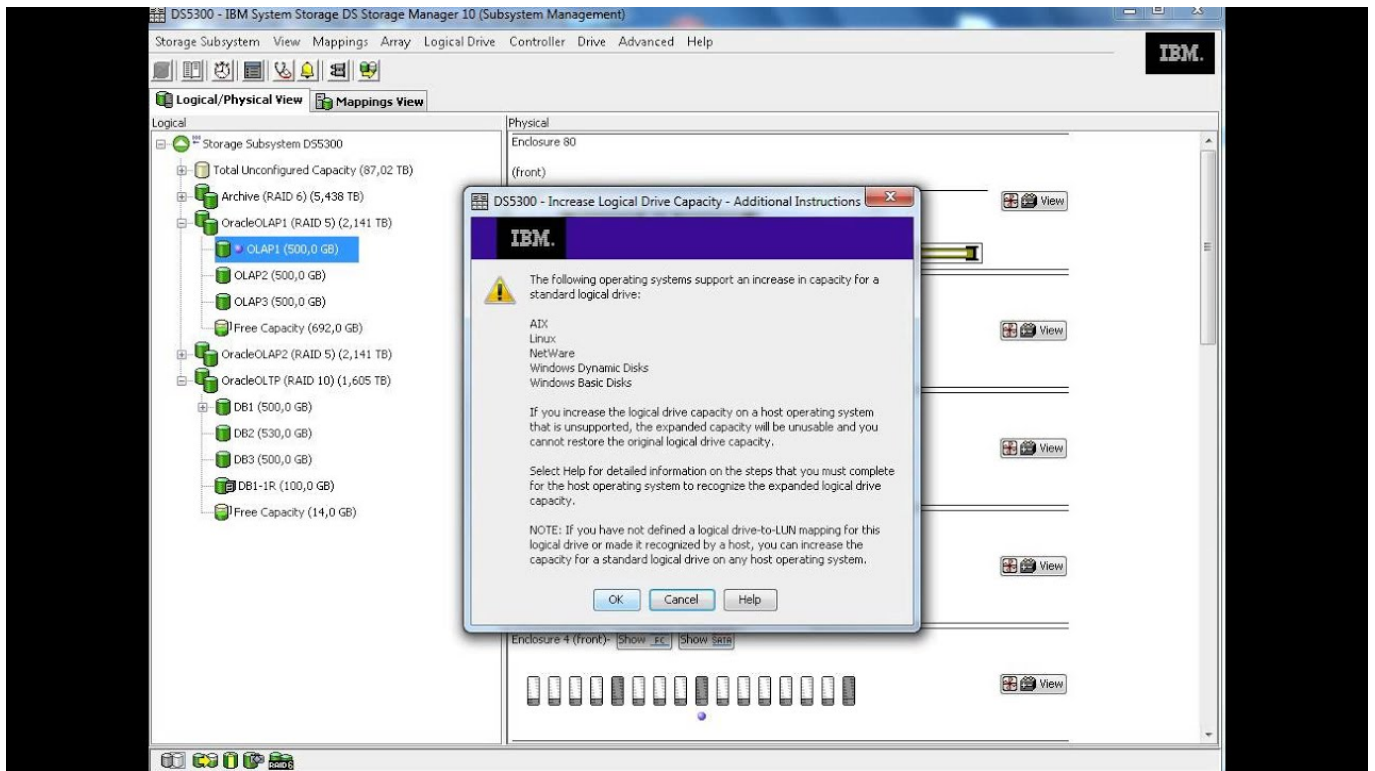 DS5300 - IBM System Storage DS Storage Manager 10 (Subsystem Management)
Storage Subsystem View Mappings Array Logical Drive Controller Drive Advanced Help
IBM.
Logical/Physical View Mappings View
Logical
Storage Subsystem DS5300
Total Unconfigured Capacity (87,02 TB)
Archive (RAID 6) (5,438 TB)
OracleOLAP1 (RAID 5) (2,141 TB)
OLAP1 (500,0 GB)
OLAP2 (500,0 GB)
OLAP3 (500,0 GB)
Free Capacity (692,0 GB)
OracleOLAP2 (RAID 5) (2,141 TB)
OracleOLTP (RAID 10) (1,605 TB)
DB1 (500,0 GB)
DB2 (530,0 GB)
DB3 (500,0 GB)
DB1-1R (100,0 GB)
Free Capacity (14,0 GB)
Physical
Enclosure 80
(front)
View
View
View
View
Enclosure 4 (front)- Show FC Show SATA
View
DS5300 - Increase Logical Drive Capacity - Additional Instructions
IBM.
The following operating systems support an increase in capacity for a
standard logical drive:
AIX
Linux
NetWare
Windows Dynamic Disks
Windows Basic Disks
If you increase the logical drive capacity on a host operating system
that is unsupported, the expanded capacity will be unusable and you
cannot restore the original logical drive capacity.
Select Help for detailed information on the steps that you must complete
for the host operating system to recognize the expanded logical drive
capacity.
NOTE: If you have not defined a logical drive-to-LUN mapping for this
logical drive or made it recognized by a host, you can increase the
capacity for a standard logical drive on any host operating system.
OK Cancel Help
RAID 6